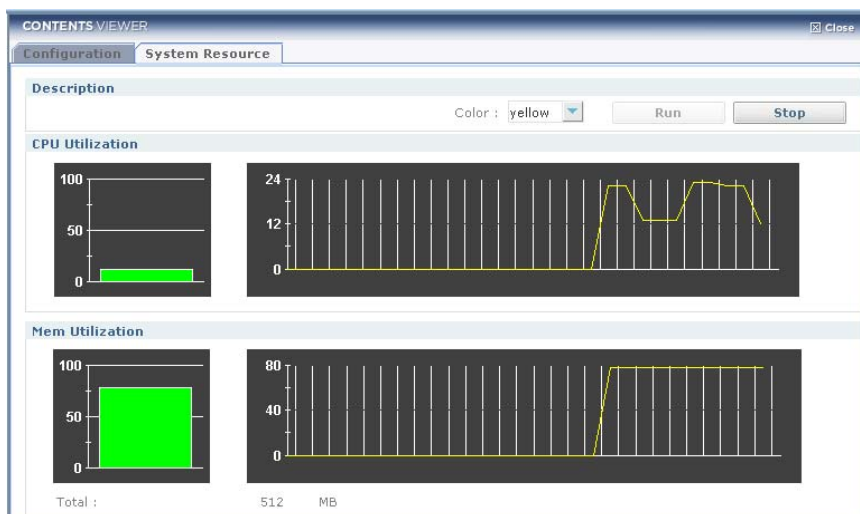 CONTENTS VIEWER
Close
Configuration System Resource
Description
Color : yellow Run Stop
CPU Utilization
100
50
0
24
12
0
Mem Utilization
100
50
0
80
40
0
Total : 512 MB